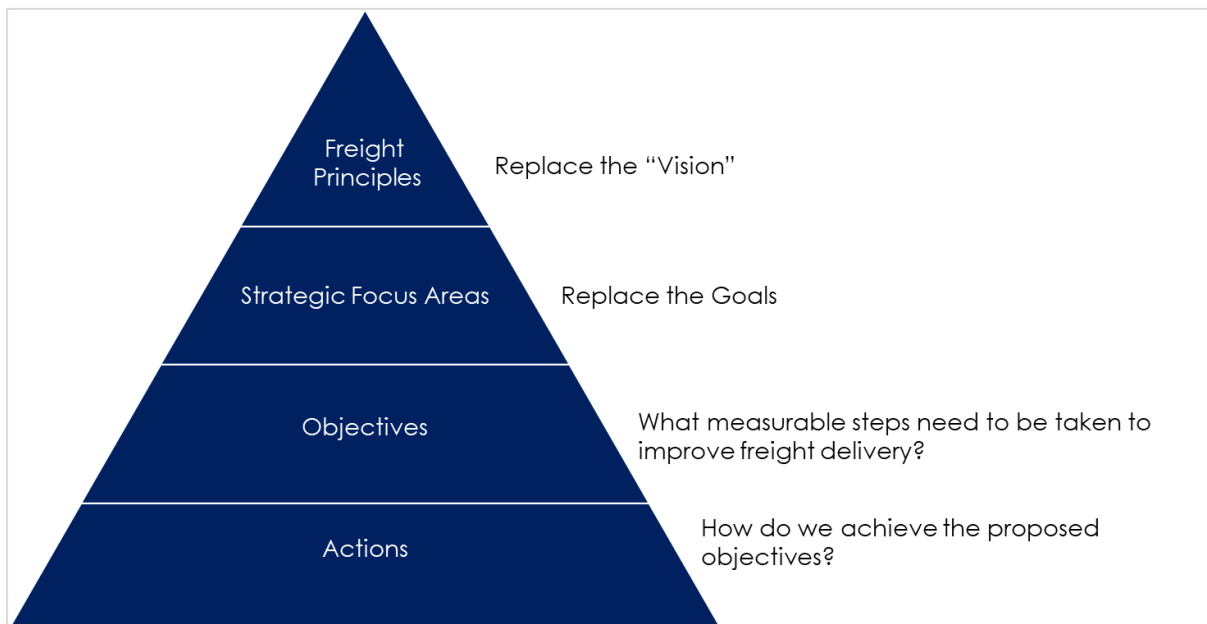 Freight
Principles
Replace the “Vision”
Strategic Focus Areas
Replace the Goals
Objectives
What measurable steps need to be taken to
improve freight delivery?
Actions
How do we achieve the proposed
objectives?